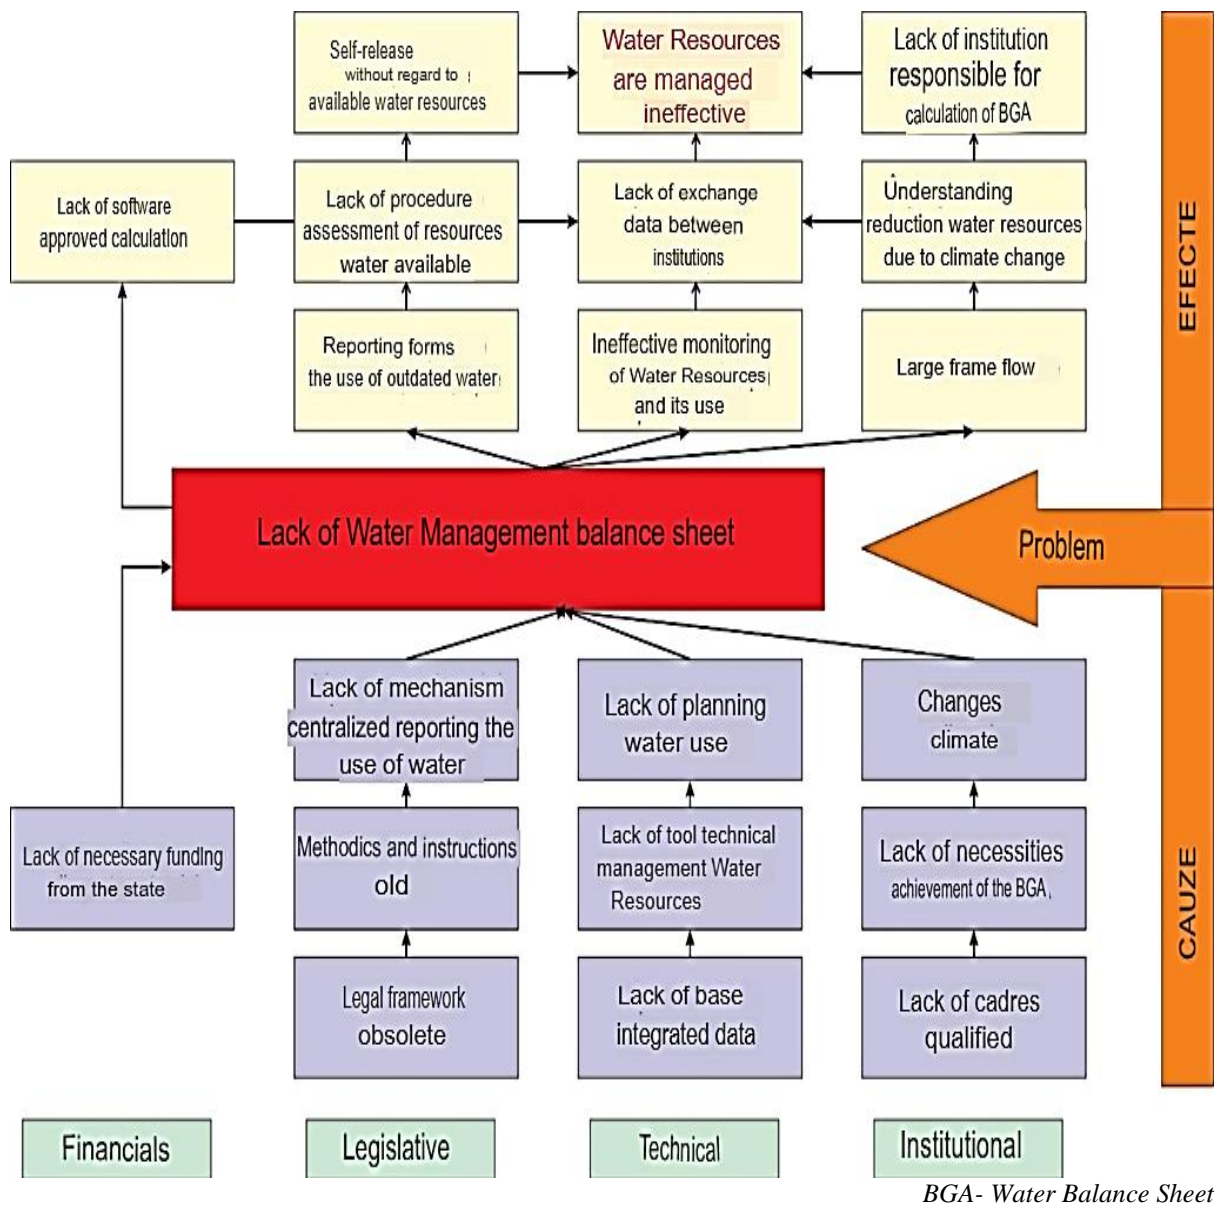 Self-release
without regard to
available water resources
Water Resources
are managed
ineffective
Lack of institution
responsible for
calculation of BGA
Lack of software
approved calculation
Lack of procedure
assessment of resources
water available
Lack of exchange
data between
institutions
Understanding
reduction water resources
due to climate change
Reporting forms
the use of outdated water
Ineffective monitoring
of Water Resources
and its use
Large frame flow
EFECTE
Lack of Water Management balance sheet
Problem
Lack of mechanism
centralized reporting the
use of water
Lack of planning
water use
Changes
climate
Lack of necessary funding
from the state
Methodics and instructions
old
Lack of tool technical
management Water
Resources
Lack of necessities
achievement of the BGA
CAUZE
Legal framework
obsolete
Lack of base
integrated data
Lack of cadres
qualified
Financials
Legislative
Technical
Institutional
BGA- Water Balance Sheet